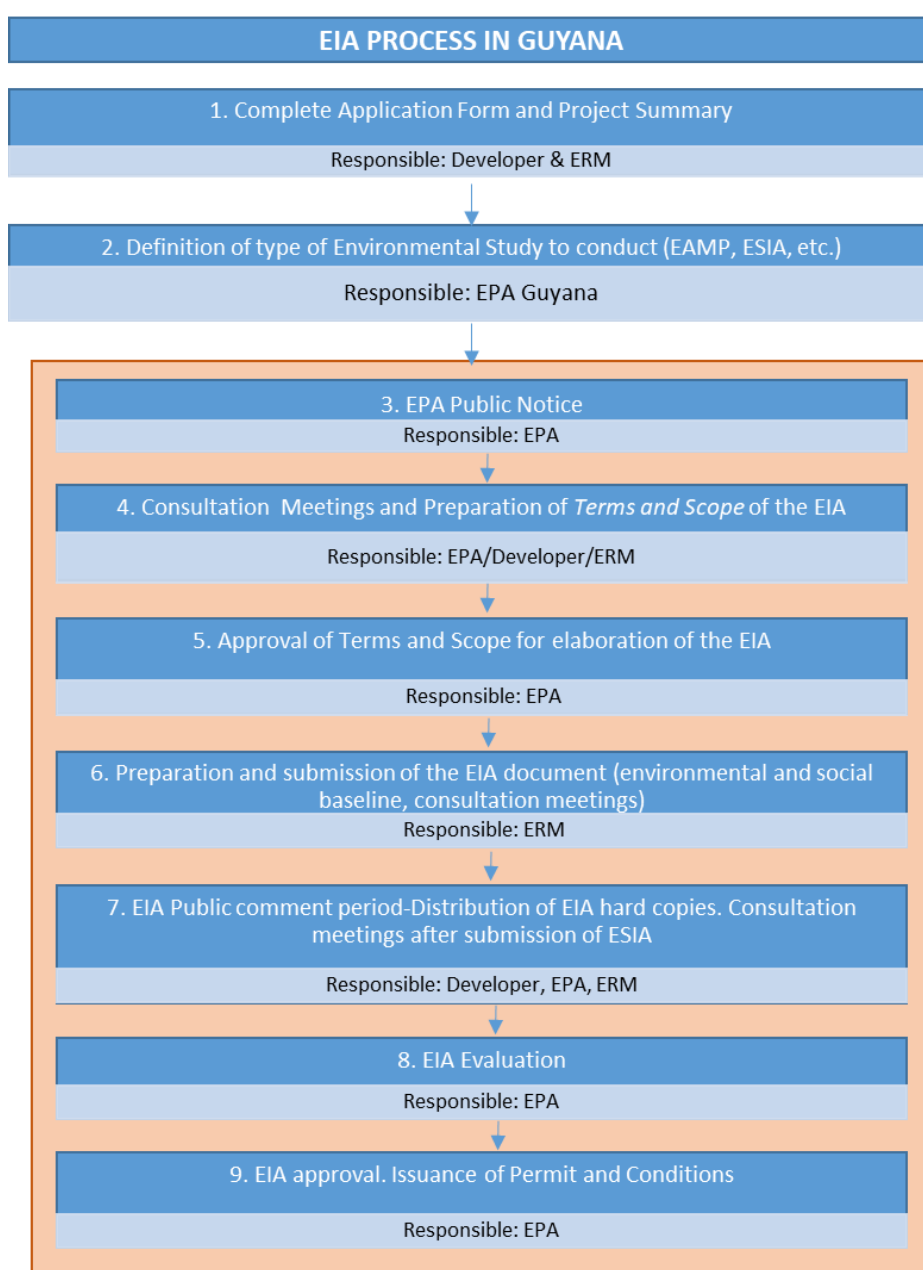 EIA PROCESS IN GUYANA
1. Complete Application Form and Project Summary
Responsible: Developer & ERM
2. Definition of type of Environmental Study to conduct (EAMP, ESIA, etc.)
Responsible: EPA Guyana
3. EPA Public Notice
Responsible: EPA
4. Consultation Meetings and Preparation of Terms and Scope of the EIA
Responsible: EPA/Developer/ERM
5. Approval of Terms and Scope for elaboration of the EIA
Responsible: EPA
6. Preparation and submission of the EIA document (environmental and social
baseline, consultation meetings)
Responsible: ERM
7. EIA Public comment period-Distribution of EIA hard copies. Consultation
meetings after submission of ESIA
Responsible: Developer, EPA, ERM
8. EIA Evaluation
Responsible: EPA
9. EIA approval. Issuance of Permit and Conditions
Responsible: EPA